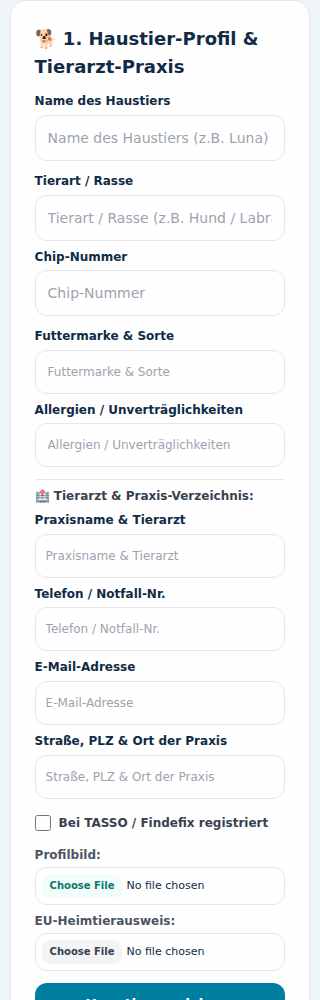 🐕 1. Haustier-Profil &
Tierarzt-Praxis
Name des Haustiers
Name des Haustiers (z.B. Luna)
Tierart / Rasse
Tierart / Rasse (z.B. Hund / Labr
Chip-Nummer
Chip-Nummer
Futtermarke & Sorte
Futtermarke & Sorte
Allergien / Unverträglichkeiten
Allergien / Unverträglichkeiten
🏥 Tierarzt & Praxis-Verzeichnis:
Praxisname & Tierarzt
Praxisname & Tierarzt
Telefon / Notfall-Nr.
Telefon / Notfall-Nr.
E-Mail-Adresse
E-Mail-Adresse
Straße, PLZ & Ort der Praxis
Straße, PLZ & Ort der Praxis
Bei TASSO / Findefix registriert
Profilbild:
Choose File No file chosen
EU-Heimtierausweis:
Choose File No file chosen